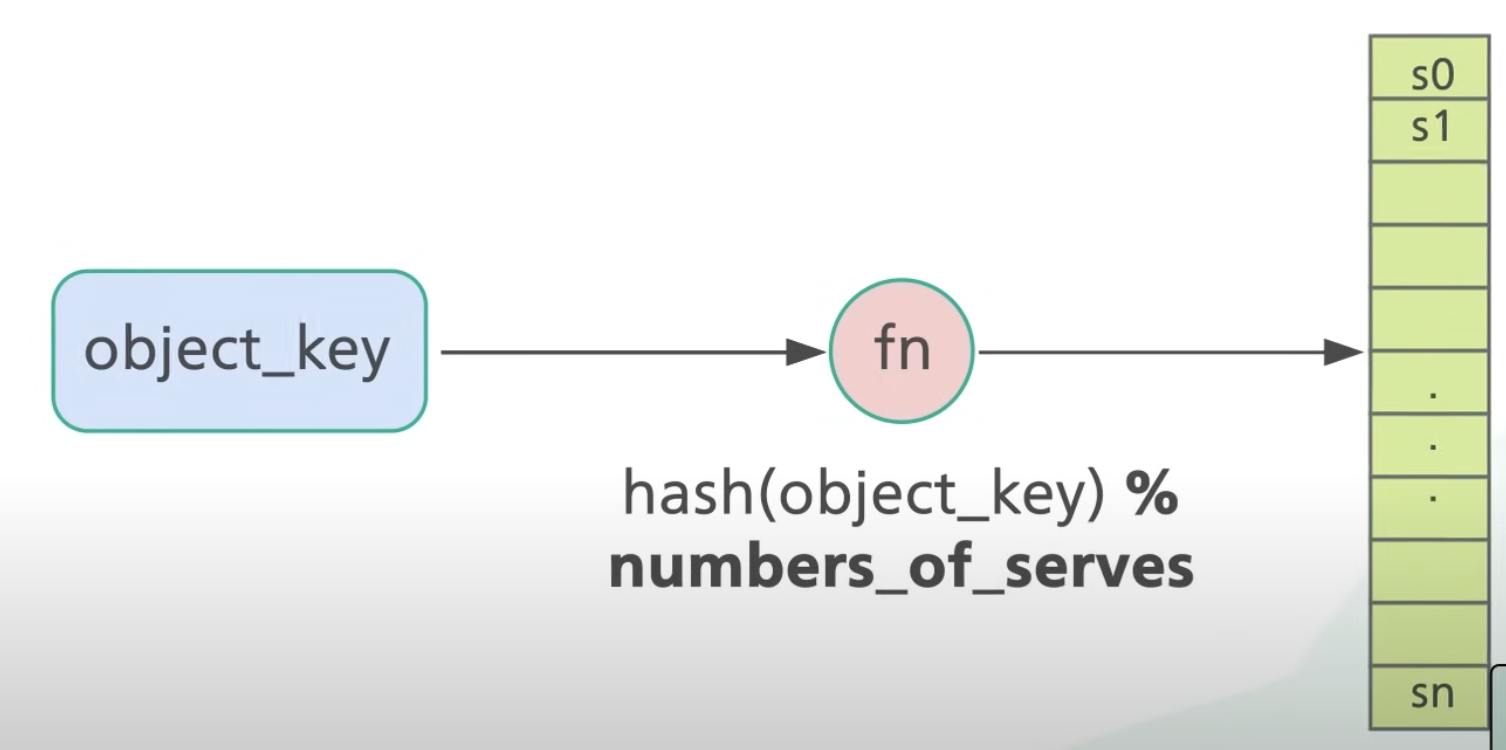 s0
s1
object_key
fn
.
.
.
hash(object_key) %
numbers_of_serves
sn